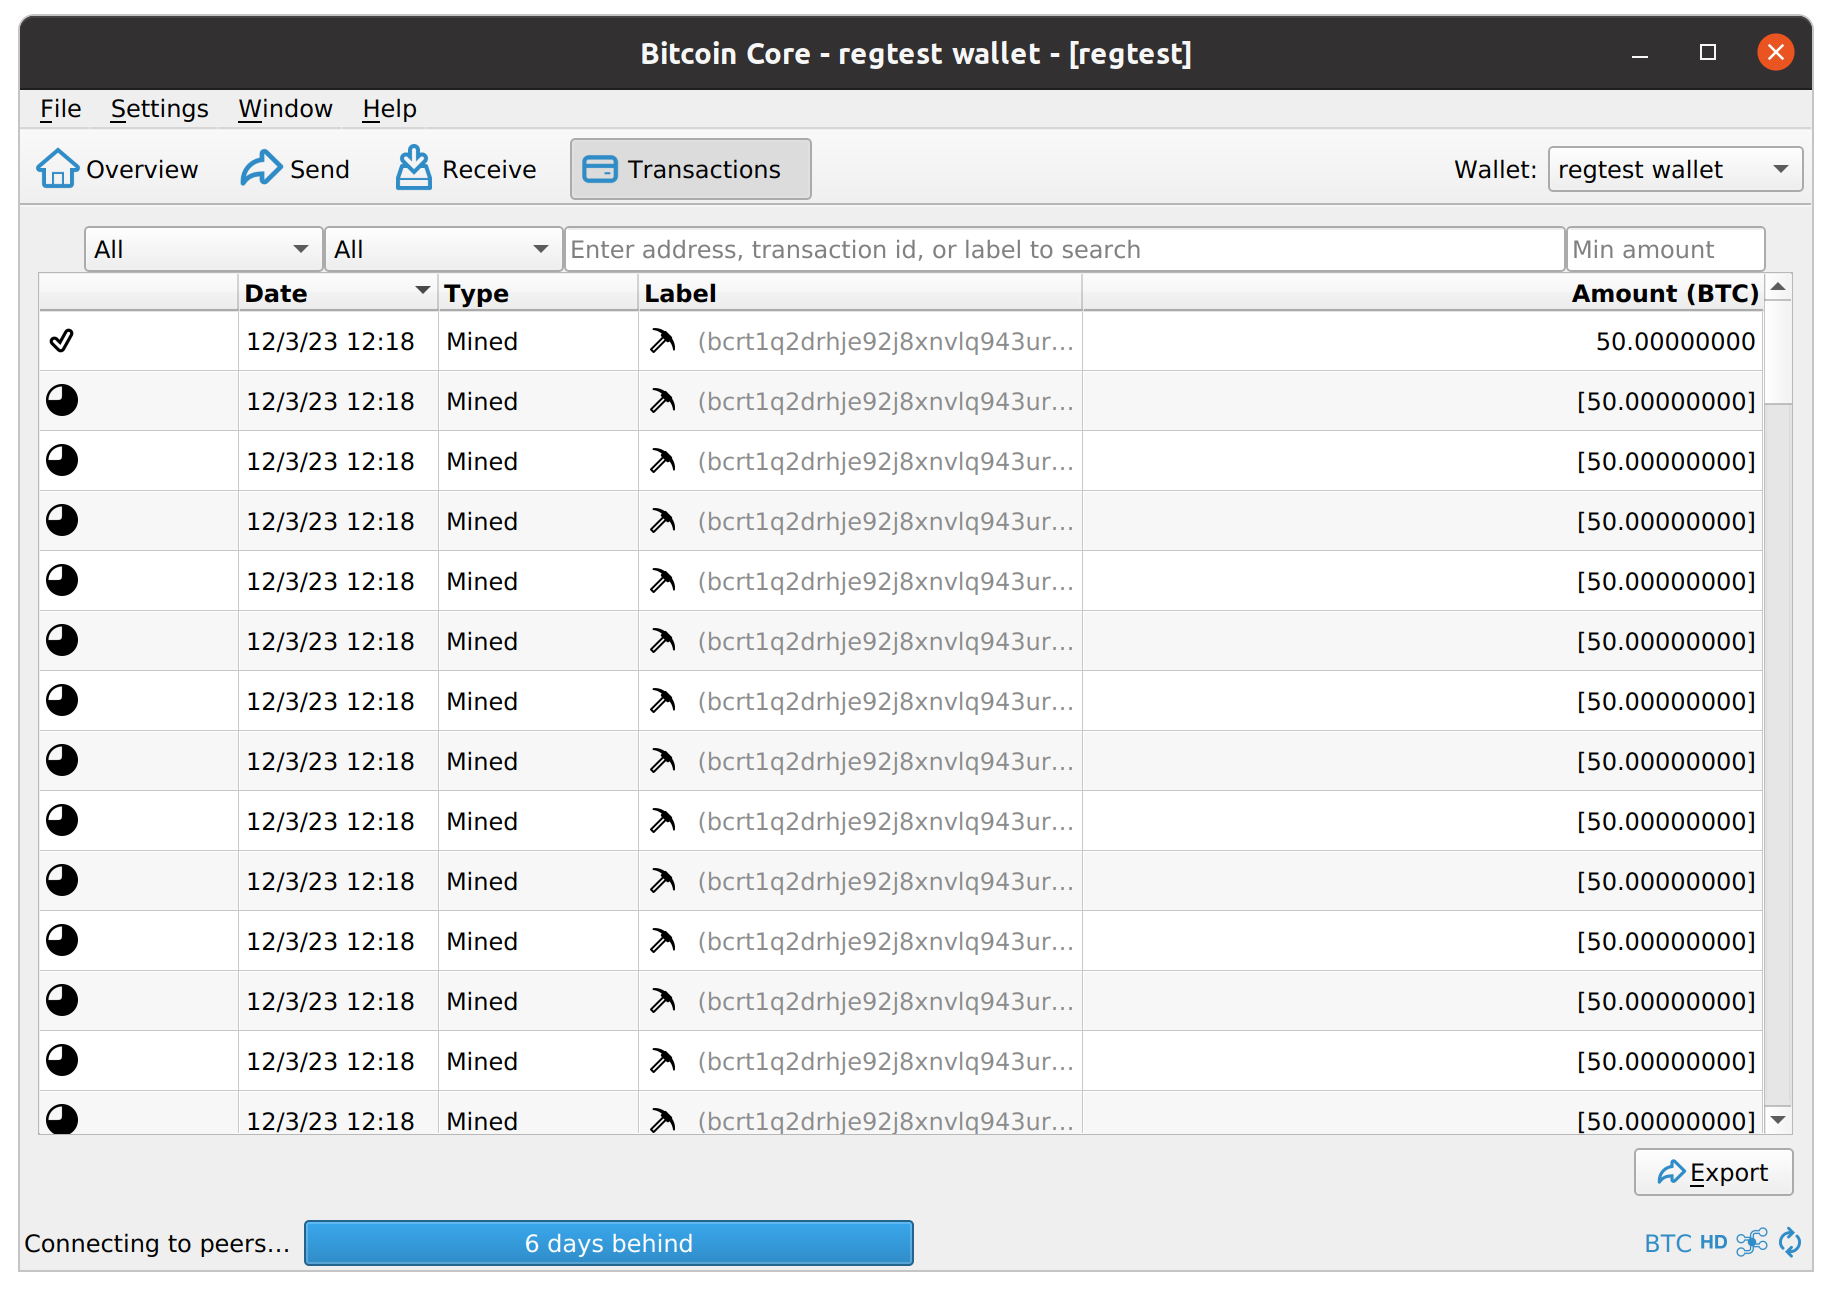 Bitcoin Core - regtest wallet - [regtest]
File Settings Window Help
Overview Send Receive Transactions Wallet: regtest wallet
All All Enter address, transaction id, or label to search Min amount
Date Type Label Amount (BTC)
12/3/23 12:18 Mined (bcrt1q2drhje92j8xnvlq943ur... 50.00000000
12/3/23 12:18 Mined (bcrt1q2drhje92j8xnvlq943ur... [50.00000000]
12/3/23 12:18 Mined (bcrt1q2drhje92j8xnvlq943ur... [50.00000000]
12/3/23 12:18 Mined (bcrt1q2drhje92j8xnvlq943ur... [50.00000000]
12/3/23 12:18 Mined (bcrt1q2drhje92j8xnvlq943ur... [50.00000000]
12/3/23 12:18 Mined (bcrt1q2drhje92j8xnvlq943ur... [50.00000000]
12/3/23 12:18 Mined (bcrt1q2drhje92j8xnvlq943ur... [50.00000000]
12/3/23 12:18 Mined (bcrt1q2drhje92j8xnvlq943ur... [50.00000000]
12/3/23 12:18 Mined (bcrt1q2drhje92j8xnvlq943ur... [50.00000000]
12/3/23 12:18 Mined (bcrt1q2drhje92j8xnvlq943ur... [50.00000000]
12/3/23 12:18 Mined (bcrt1q2drhje92j8xnvlq943ur... [50.00000000]
12/3/23 12:18 Mined (bcrt1q2drhje92j8xnvlq943ur... [50.00000000]
12/3/23 12:18 Mined (bcrt1q2drhje92j8xnvlq943ur... [50.00000000]
12/3/23 12:18 Mined (bcrt1q2drhje92j8xnvlq943ur... [50.00000000]
Export
Connecting to peers... 6 days behind BTC HD